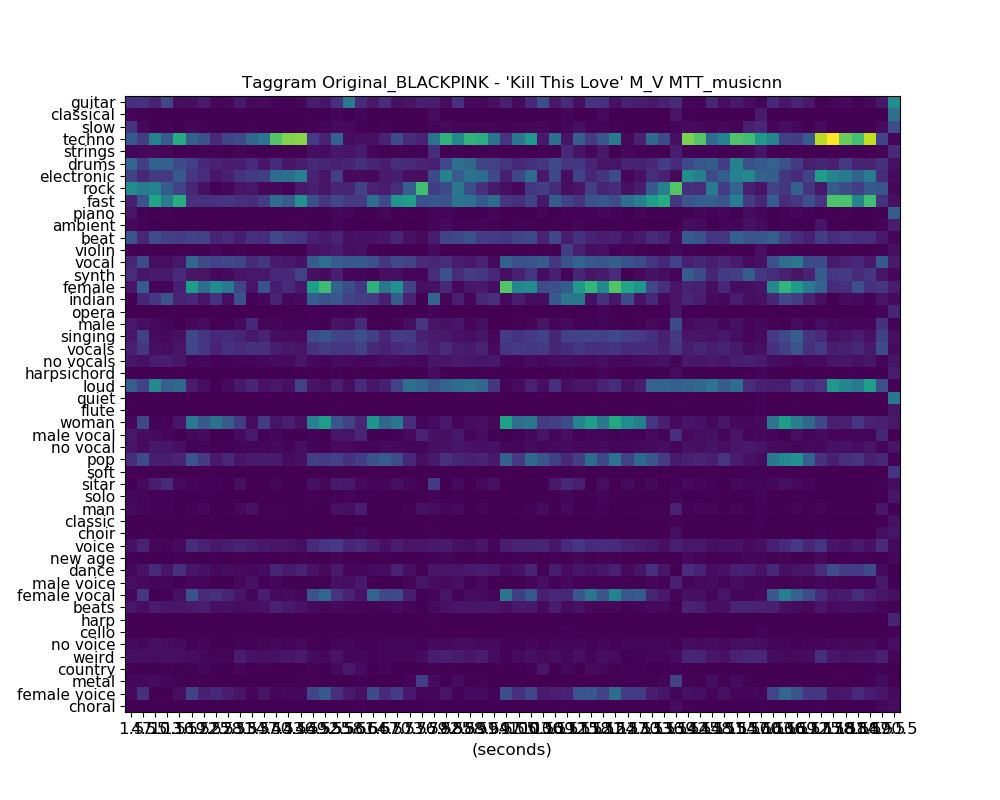 Taggram Original_BLACKPINK - 'Kill This Love' M_V MTT_musicnn
guitar
classical
slow
techno
strings
drums
electronic
rock
fast
piano
ambient
beat
violin
vocal
synth
female
indian
opera
male
singing
vocals
no vocals
harpsichord
loud
quiet
flute
woman
male vocal
no vocal
pop
soft
sitar
solo
man
classic
choir
voice
new age
dance
male voice
female vocal
beats
harp
cello
no voice
weird
country
metal
female voice
choral
(seconds)